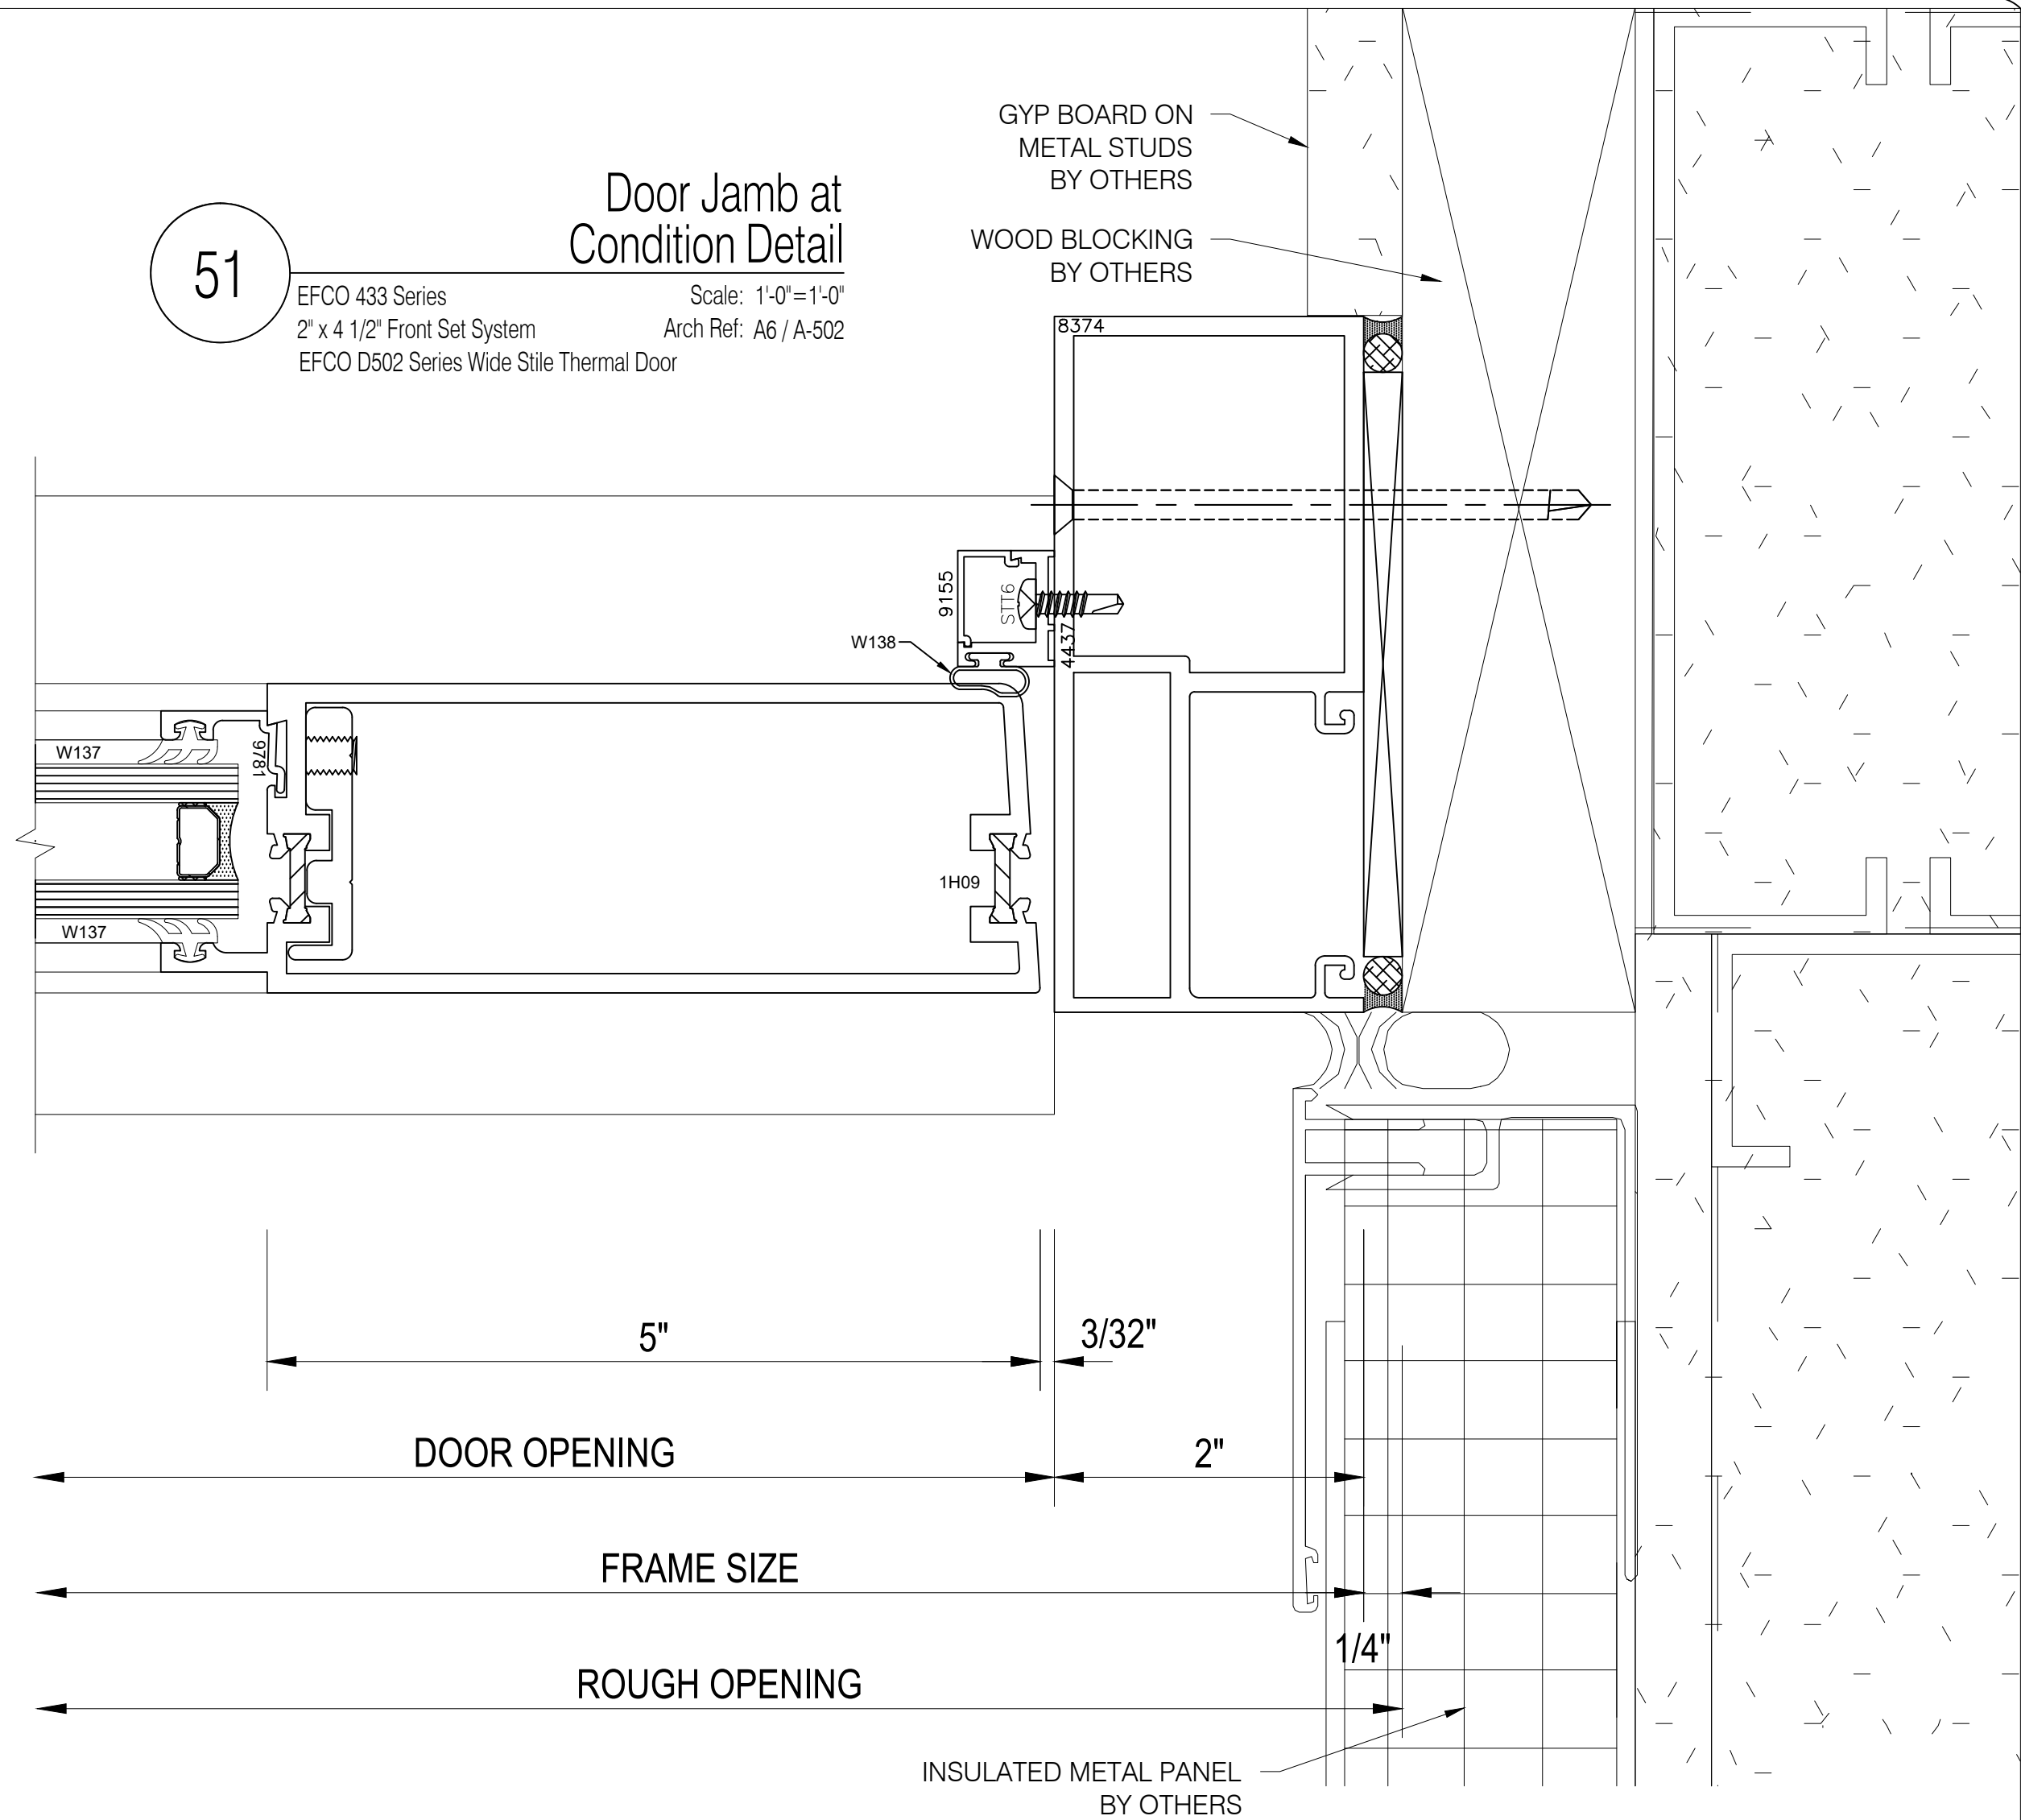 GYP BOARD ON
METAL STUDS
BY OTHERS
Door Jamb at
Condition Detail
51
WOOD BLOCKING
BY OTHERS
EFCO 433 Series
Scale: 1'-0"=1'-0"
2" x 4 1/2" Front Set System
Arch Ref: A6 / A-502
EFCO D502 Series Wide Stile Thermal Door
8374
9155
STT6
4437
W138
W137
9781
1H09
W137
5"
3/32"
DOOR OPENING
2"
FRAME SIZE
1/4"
ROUGH OPENING
INSULATED METAL PANEL
BY OTHERS